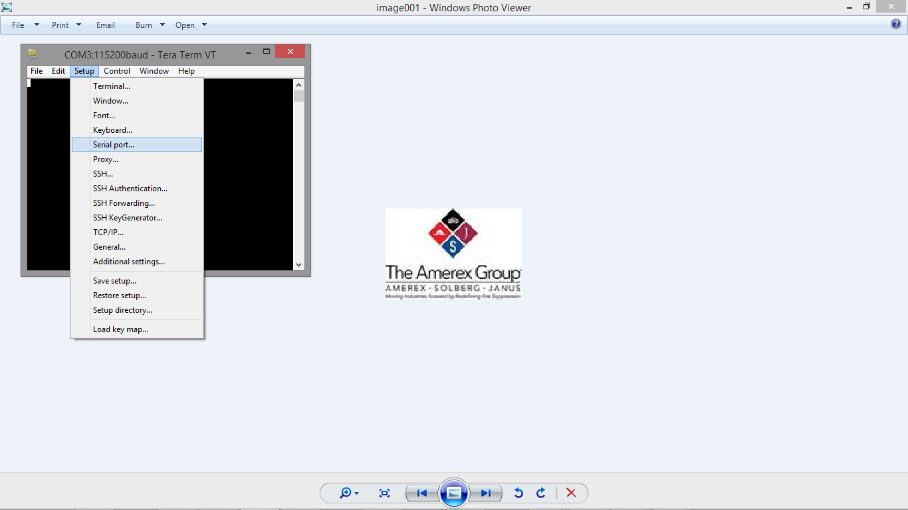 image001 - Windows Photo Viewer
File Print Email Burn Open
COM3:115200baud - Tera Term VT
File Edit Setup Control Window Help
Terminal...
Window...
Font...
Keyboard...
Serial port...
Proxy...
SSH...
SSH Authentication...
SSH Forwarding...
SSH KeyGenerator...
TCP/IP...
General...
Additional settings...
Save setup...
Restore setup...
Setup directory...
Load key map...
A J
S
The Amerex Group
AMEREX - SOLBERG - JANUS
Moving Industries Forward by Redefining Fire Suppression